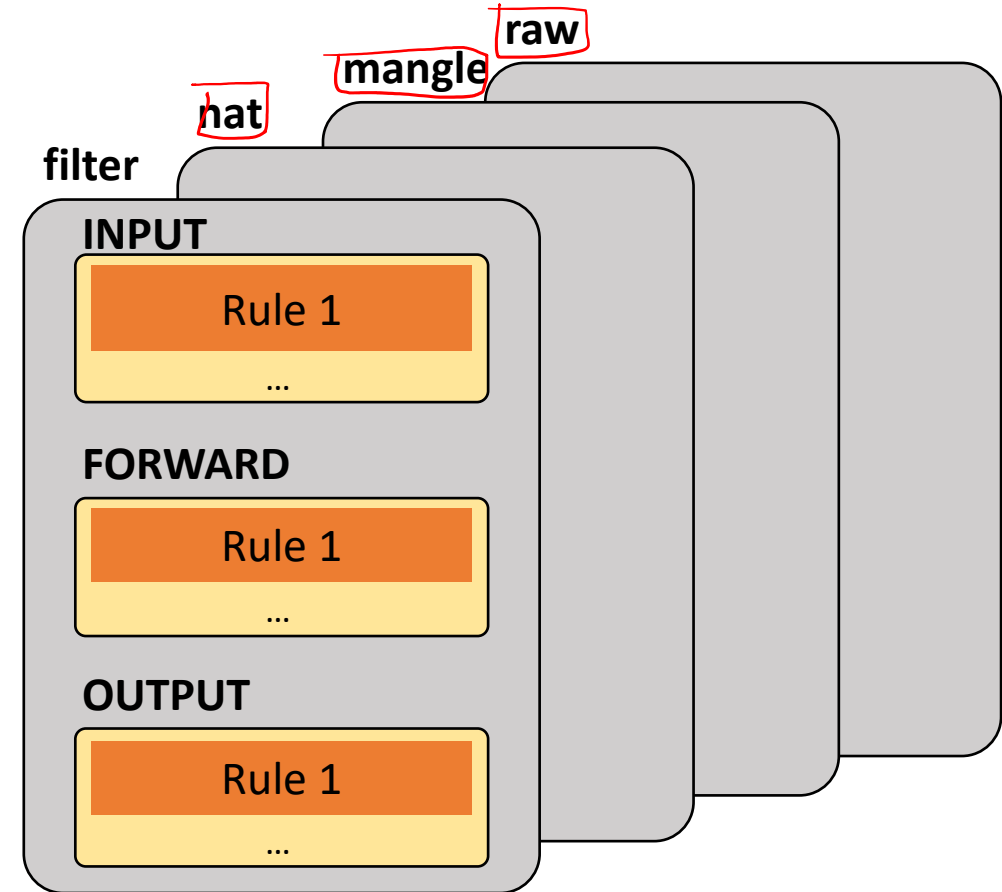 raw
mangle
nat
filter
INPUT
Rule 1
...
FORWARD
Rule 1
...
OUTPUT
Rule 1
...